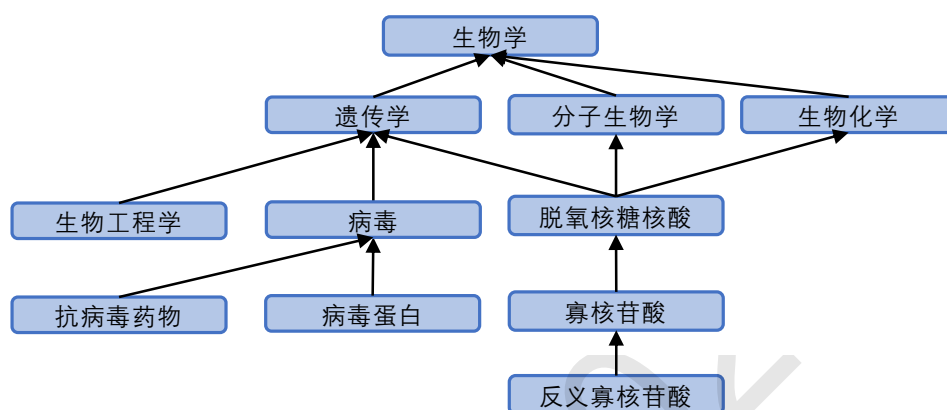 生物学
遗传学
分子生物学
生物化学
生物工程学
病毒
脱氧核糖核酸
抗病毒药物
病毒蛋白
寡核苷酸
反义寡核苷酸